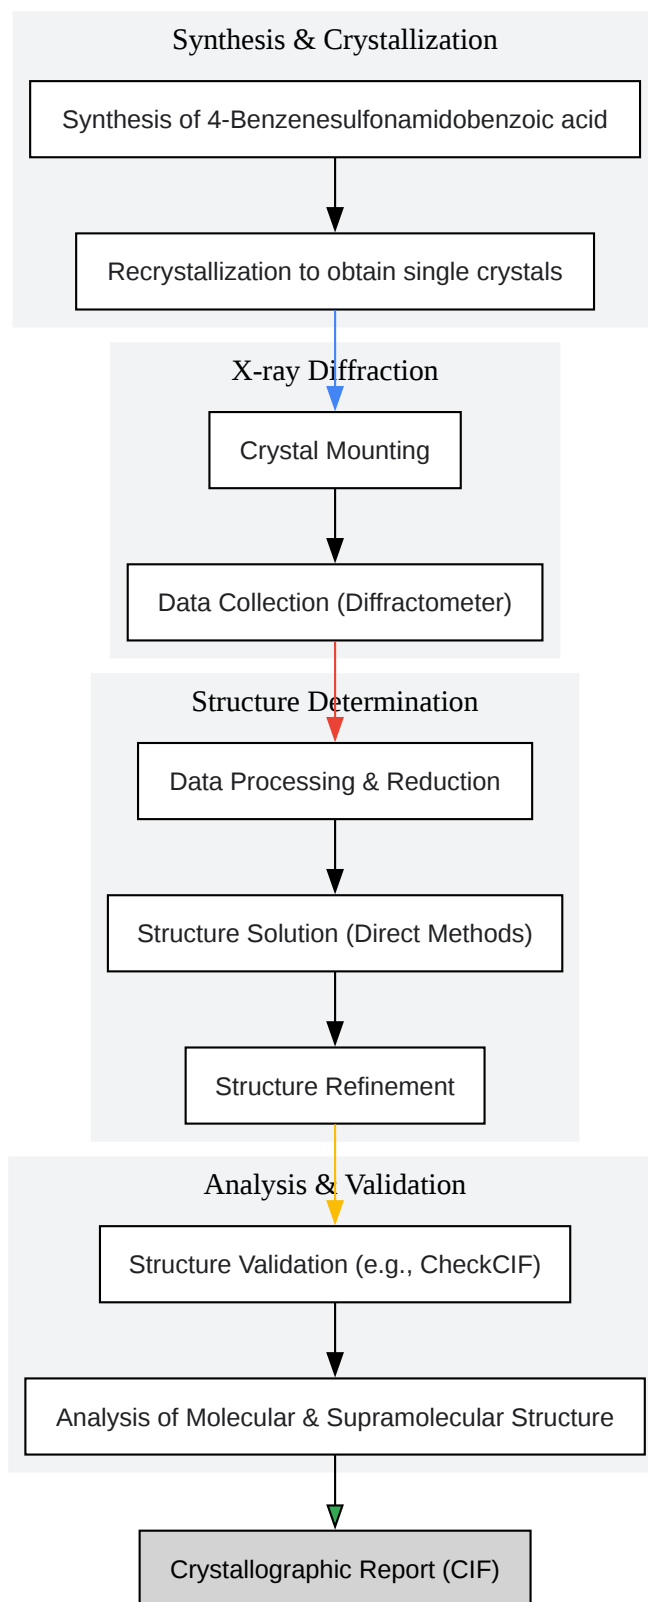 Synthesis & Crystallization
Synthesis of 4-Benzenesulfonamidobenzoic acid
Recrystallization to obtain single crystals
X-ray Diffraction
Crystal Mounting
Data Collection (Diffractometer)
Structure Determination
Data Processing & Reduction
Structure Solution (Direct Methods)
Structure Refinement
Analysis & Validation
Structure Validation (e.g., CheckCIF)
Analysis of Molecular & Supramolecular Structure
Crystallographic Report (CIF)